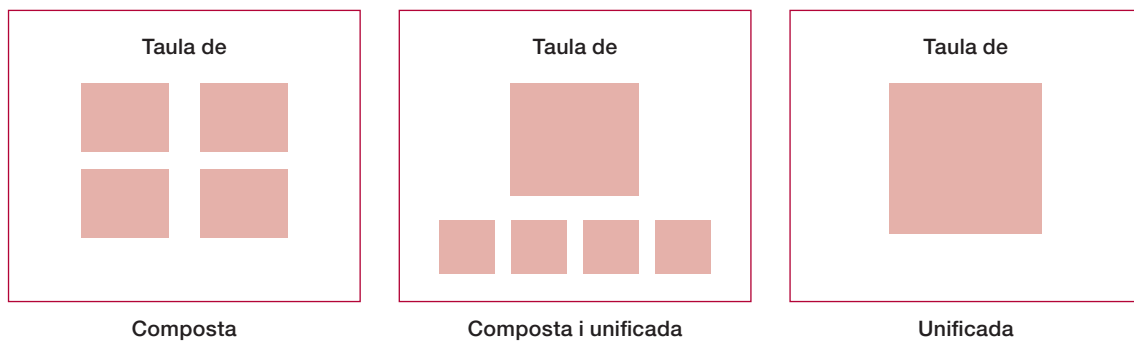 Taula de
Taula de
Taula de
Composta
Composta i unificada
Unificada